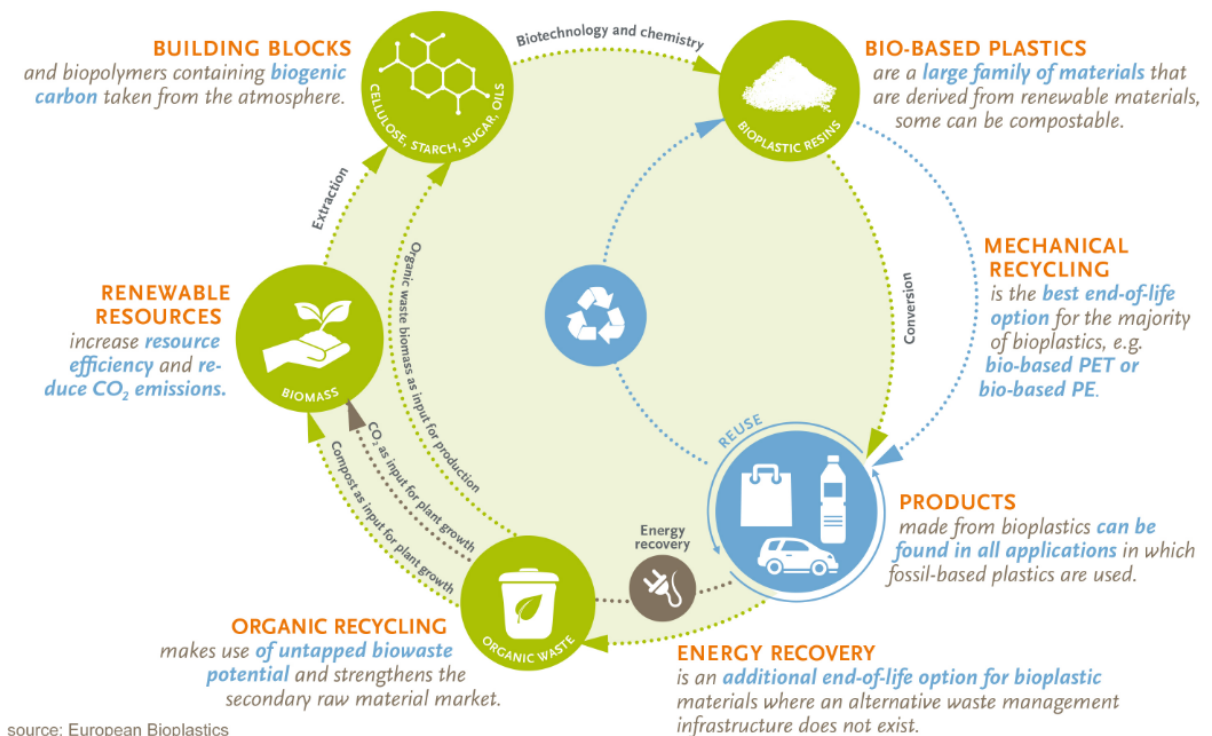 BUILDING BLOCKS
and biopolymers containing biogenic
carbon taken from the atmosphere.
CELLULOSE, STARCH, SUGAR, OILS
Biotechnology and chemistry
BIOPLASTIC RESINS
BIO-BASED PLASTICS
are a large family of materials that
are derived from renewable materials,
some can be compostable.
Extraction
Organic waste biomass as input for production
Conversion
MECHANICAL
RECYCLING
is the best end-of-life
option for the majority
of bioplastics, e.g.
bio-based PET or
bio-based PE.
RENEWABLE
RESOURCES
increase resource
efficiency and re-
duce CO₂ emissions.
BIOMASS
CO₂ as input for plant growth
Compost as input for plant growth
REUSE
PRODUCTS
made from bioplastics can be
found in all applications in which
fossil-based plastics are used.
Energy
recovery
ORGANIC WASTE
ORGANIC RECYCLING
makes use of untapped biowaste
potential and strengthens the
secondary raw material market.
ENERGY RECOVERY
is an additional end-of-life option for bioplastic
materials where an alternative waste management
infrastructure does not exist.
source: European Bioplastics